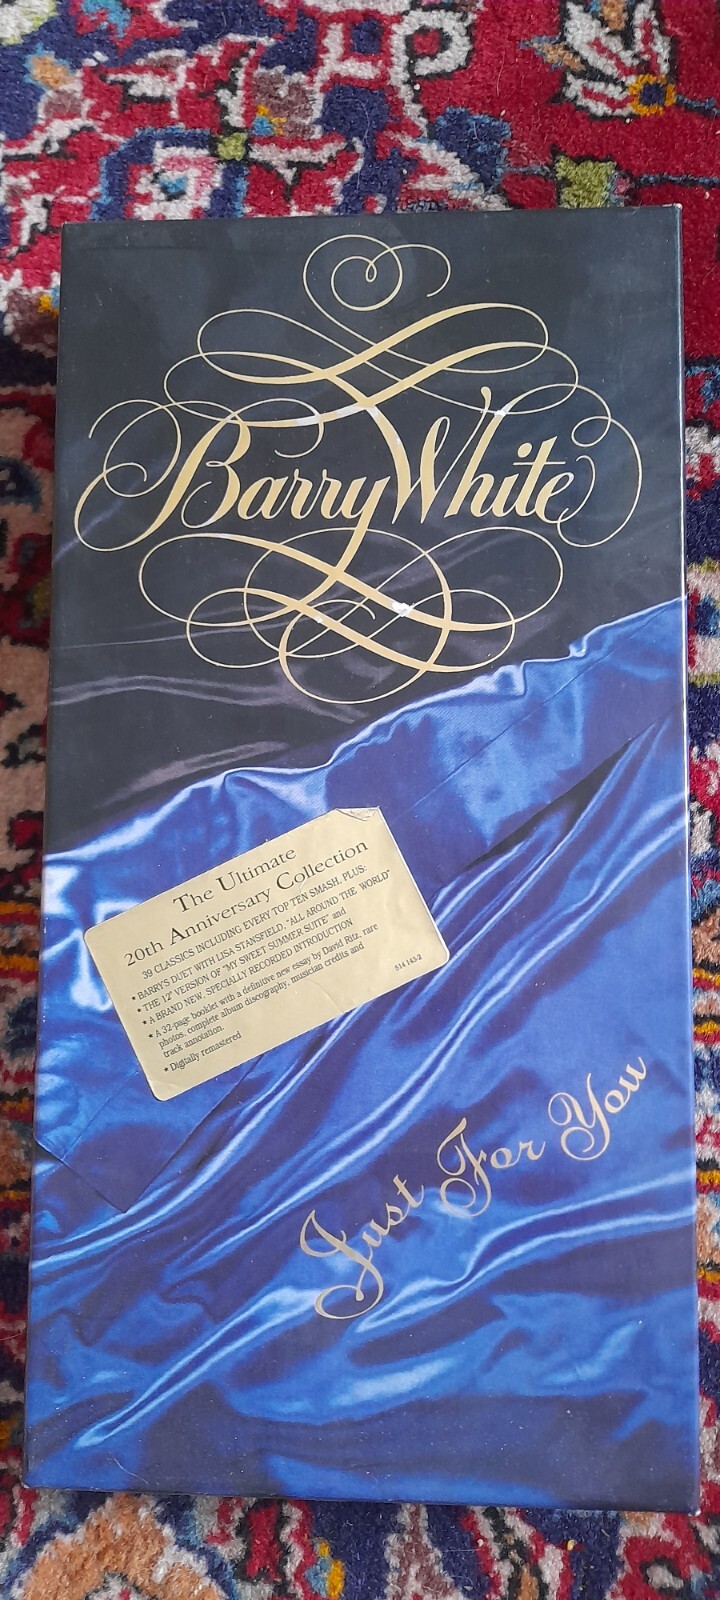 Barry White
The Ultimate
20th Anniversary Collection
39 CLASSICS INCLUDING EVERY TOP TEN SMASH, PLUS:
• BARRY'S DUET WITH LISA STANSFIELD, "ALL AROUND THE WORLD"
• THE 12" VERSION OF "MY SWEET SUMMER SUITE" and
• A BRAND NEW, SPECIALLY RECORDED INTRODUCTION
• A 32-page booklet with a definitive new essay by David Ritz, rare
photos, complete album discography, musician credits and
track annotation.
• Digitally remastered
514 143-2
Just For You